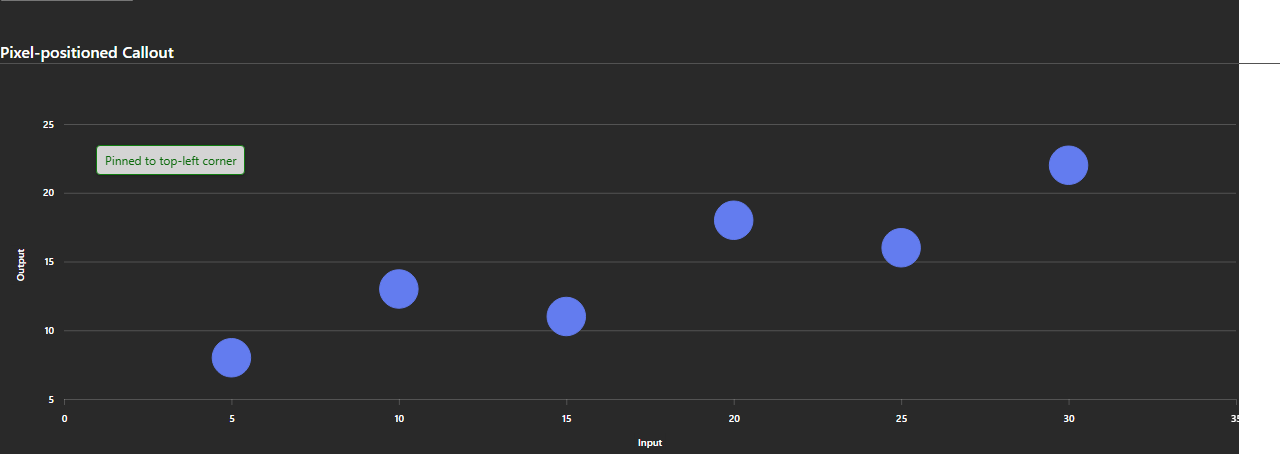 Pixel-positioned Callout
25
Pinned to top-left corner
20
15
Output
10
5
0 5 10 15 20 25 30 35
Input